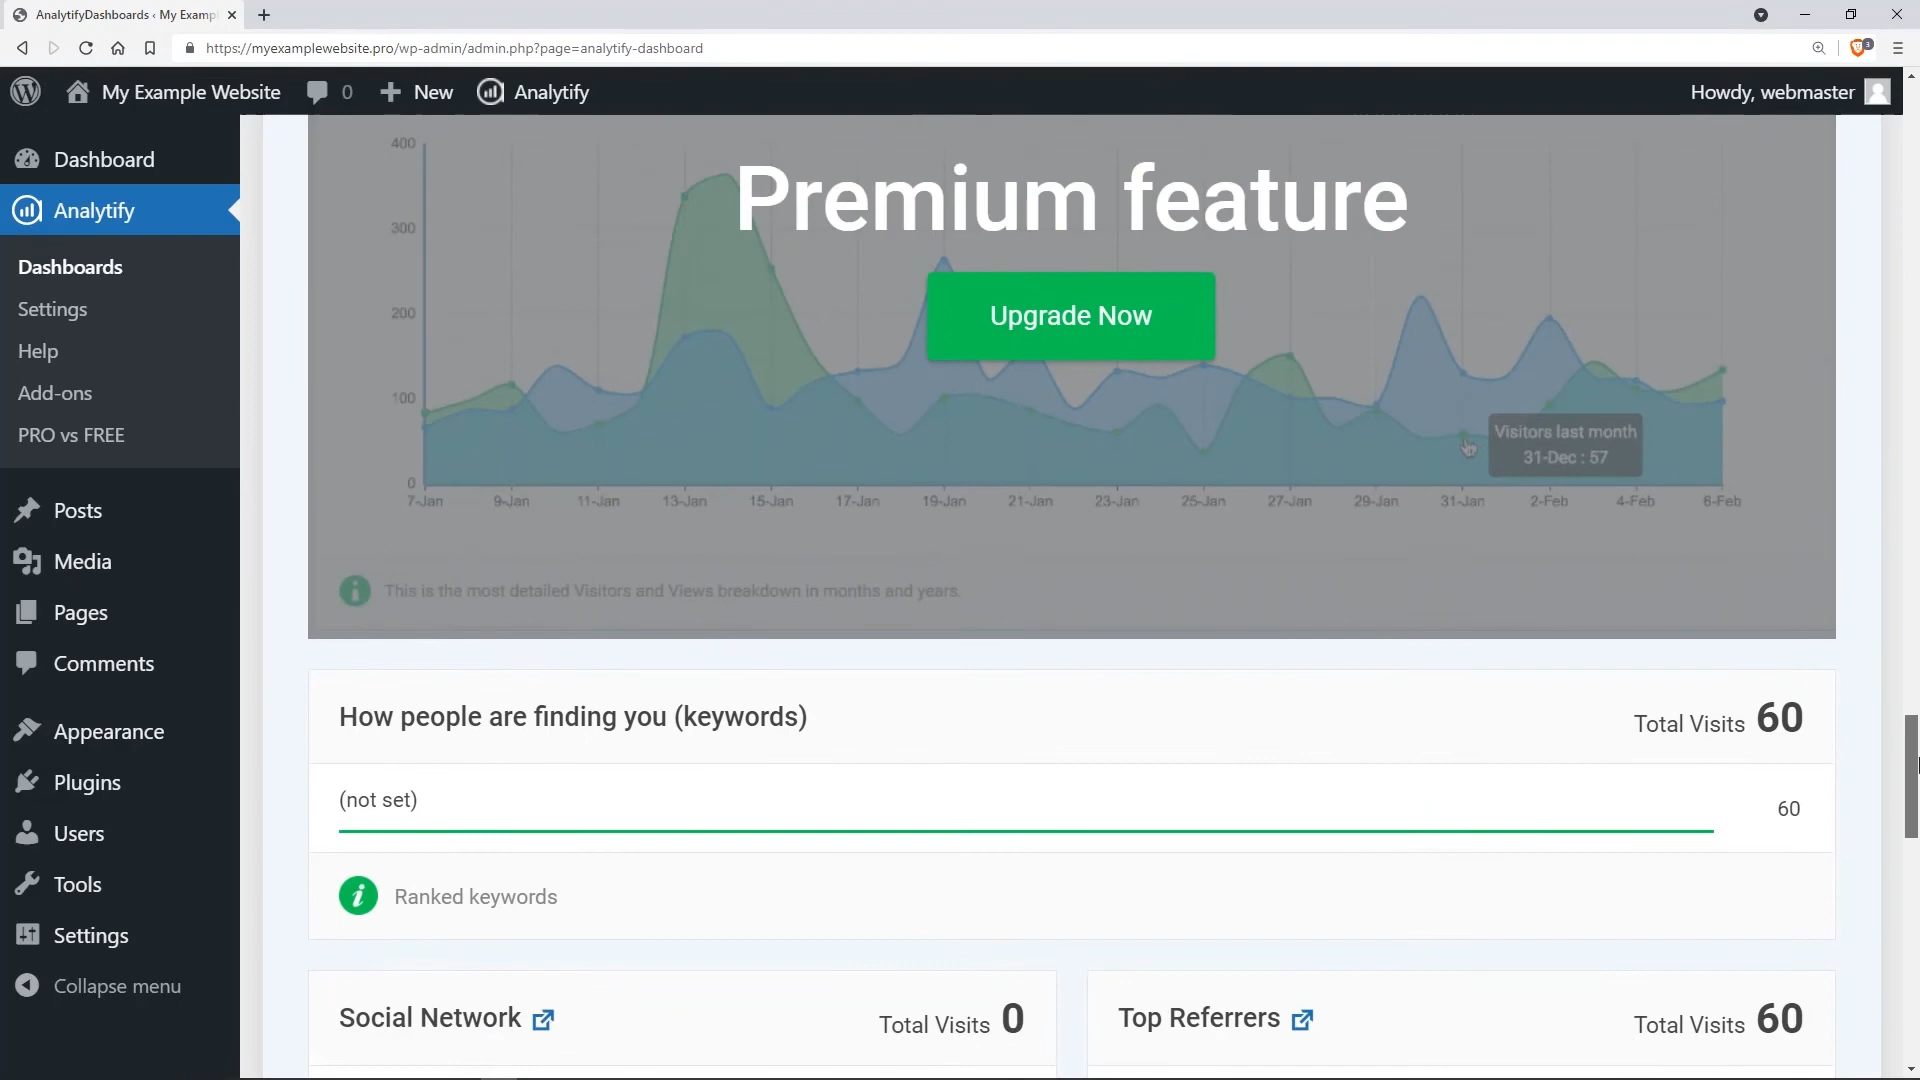 AnalytifyDashboards ‹ My Exampl
https://myexamplewebsite.pro/wp-admin/admin.php?page=analytify-dashboard
3
My Example Website
0
New
Analytify
Howdy, webmaster
Dashboard
Analytify
Dashboards
Settings
Help
Add-ons
PRO vs FREE
Posts
Media
Pages
Comments
Appearance
Plugins
Users
Tools
Settings
Collapse menu
Premium feature
Upgrade Now
400
300
200
100
0
Visitors last month
31-Dec : 57
7-Jan 9-Jan 11-Jan 13-Jan 15-Jan 17-Jan 19-Jan 21-Jan 23-Jan 25-Jan 27-Jan 29-Jan 31-Jan 2-Feb 4-Feb 6-Feb
This is the most detailed Visitors and Views breakdown in months and years.
How people are finding you (keywords)
Total Visits 60
(not set)
60
Ranked keywords
Social Network
Total Visits 0
Top Referrers
Total Visits 60